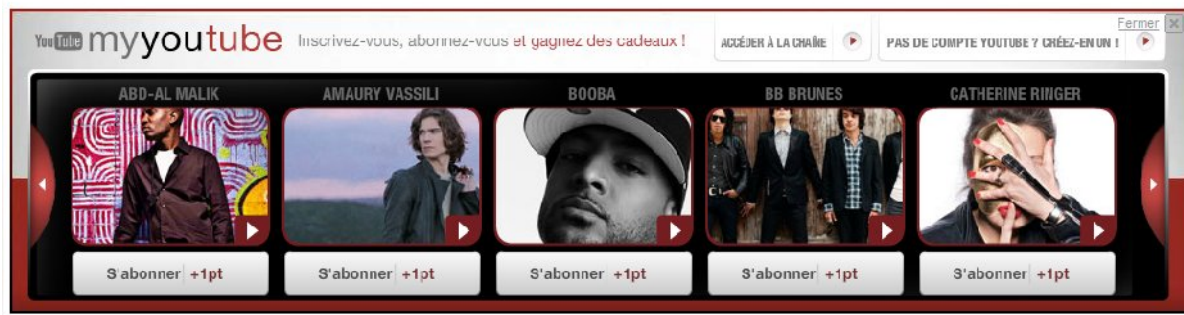 Fermer
YouTube myyoutube Inscrivez-vous, abonnez-vous et gagnez des cadeaux ! ACCÉDER À LA CHAÎNE PAS DE COMPTE YOUTUBE ? CRÉEZ-EN UN !
ABD-AL MALIK AMAURY VASSILI BOOBA BB BRUNES CATHERINE RINGER
S'abonner +1pt S'abonner +1pt S'abonner +1pt S'abonner +1pt S'abonner +1pt